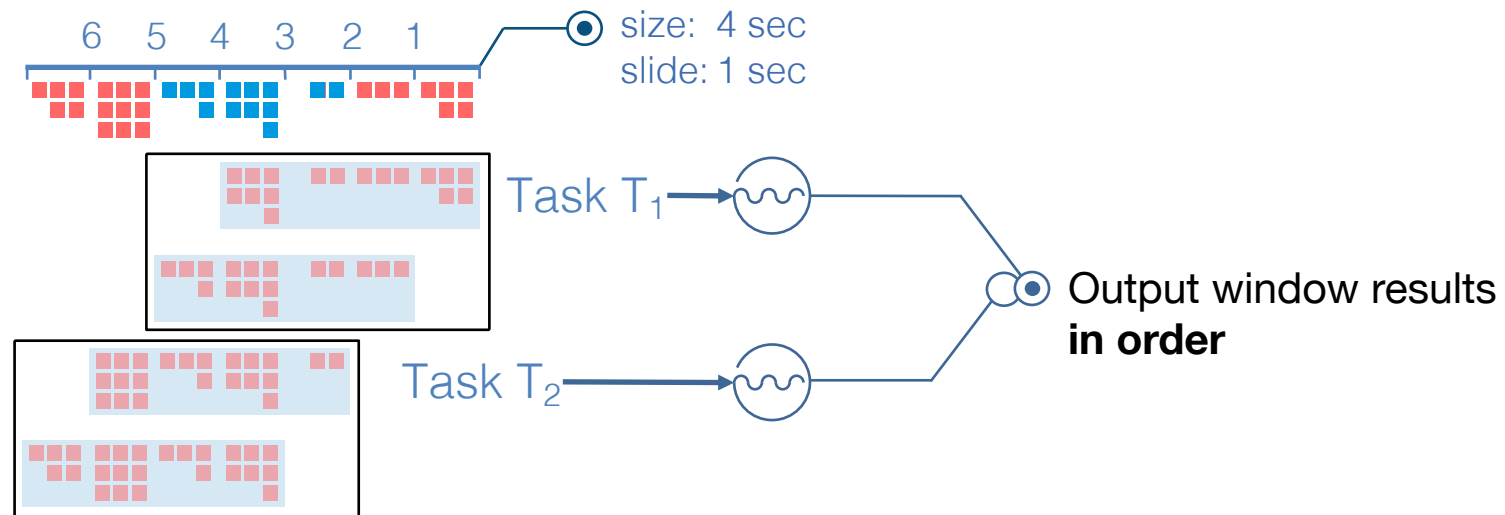 6 5 4 3 2 1
size: 4 sec
slide: 1 sec
Task T₁
Output window results
in order
Task T₂